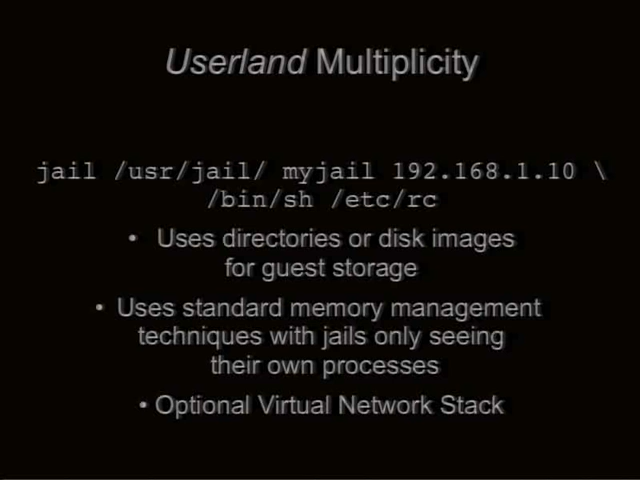 Userland Multiplicity
jail /usr/jail/ myjail 192.168.1.10 \
/bin/sh /etc/rc
• Uses directories or disk images
for guest storage
• Uses standard memory management
techniques with jails only seeing
their own processes
• Optional Virtual Network Stack